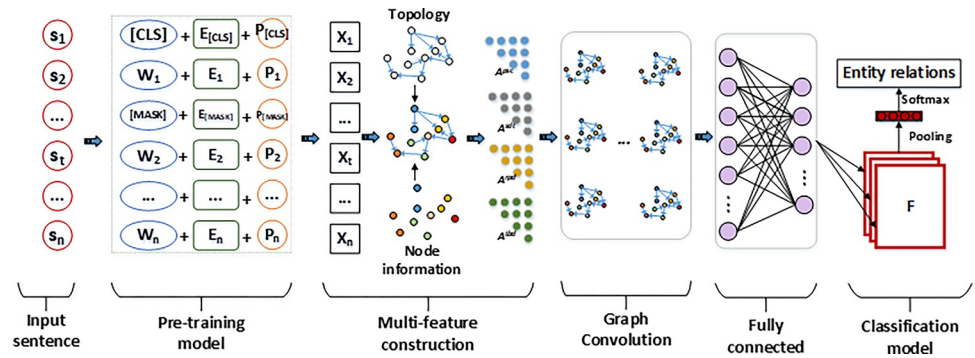 s1
s2
...
st
...
sn
[CLS] + E[CLS] + P[CLS]
W1 + E1 + P1
[MASK] + E[MASK] + P[MASK]
W2 + E2 + P2
... + ... + ...
Wn + En + Pn
X1
X2
...
Xt
...
Xn
Topology
Node
information
...
F
Pooling
Softmax
Entity relations
Input
sentence
Pre-training
model
Multi-feature
construction
Graph
Convolution
Fully
connected
Classification
model